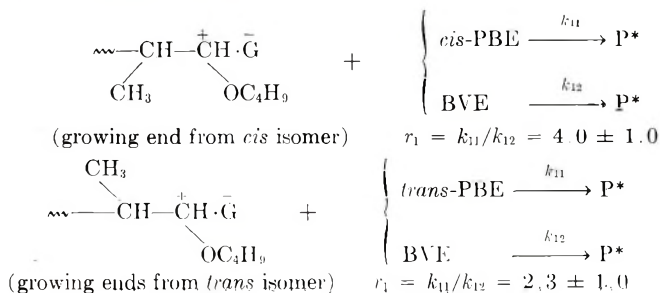 k₁₁
~CH—C⁺H·G⁻ + cis-PBE ⟶ P*
CH₃ OC₄H₉
k₁₂
BVE ⟶ P*
(growing end from cis isomer) r₁ = k₁₁/k₁₂ = 4.0 ± 1.0
CH₃
k₁₁
~CH—C⁺H·G⁻ + trans-PBE ⟶ P*
OC₄H₉
k₁₂
BVE ⟶ P*
(growing ends from trans isomer) r₁ = k₁₁/k₁₂ = 2.3 ± 1.0